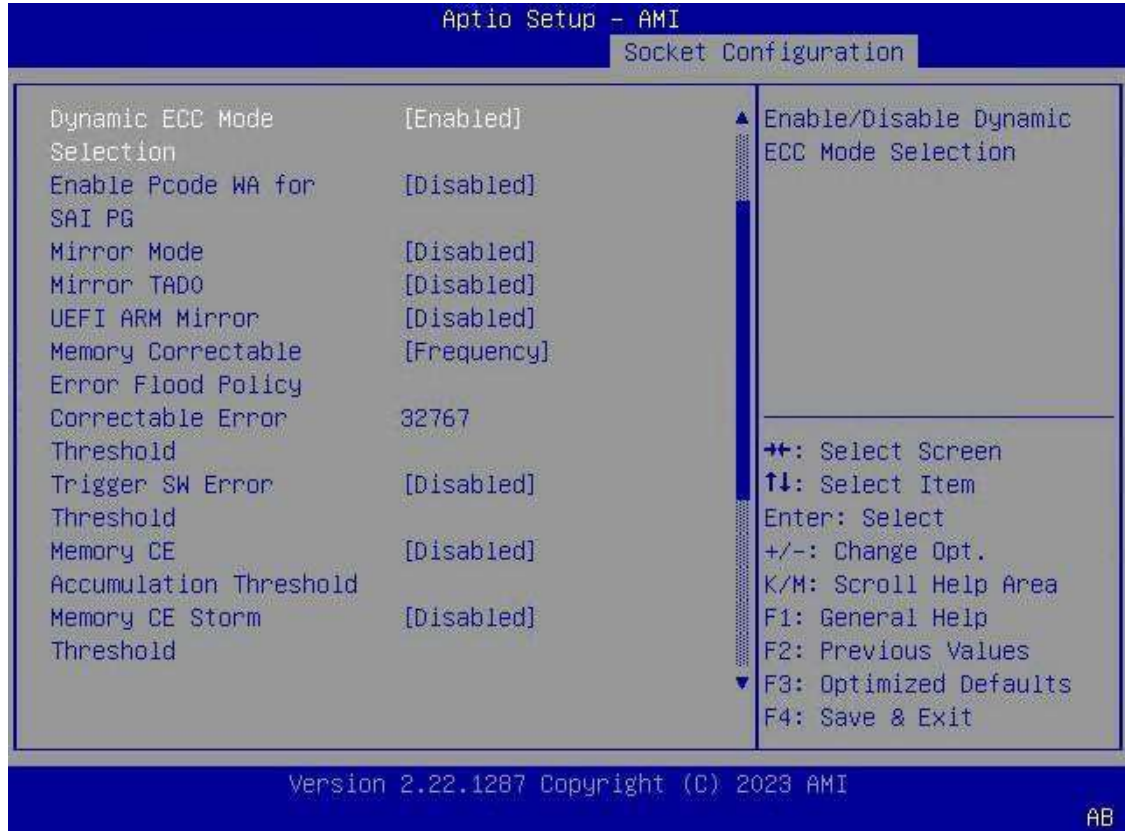 Aptio Setup – AMI
Socket Configuration
Dynamic ECC Mode [Enabled]
Selection
Enable Pcode WA for [Disabled]
SAI PG
Mirror Mode [Disabled]
Mirror TAD0 [Disabled]
UEFI ARM Mirror [Disabled]
Memory Correctable [Frequency]
Error Flood Policy
Correctable Error 32767
Threshold
Trigger SW Error [Disabled]
Threshold
Memory CE [Disabled]
Accumulation Threshold
Memory CE Storm [Disabled]
Threshold
Enable/Disable Dynamic
ECC Mode Selection
→←: Select Screen
↑↓: Select Item
Enter: Select
+/-: Change Opt.
K/M: Scroll Help Area
F1: General Help
F2: Previous Values
F3: Optimized Defaults
F4: Save & Exit
Version 2.22.1287 Copyright (C) 2023 AMI
AB